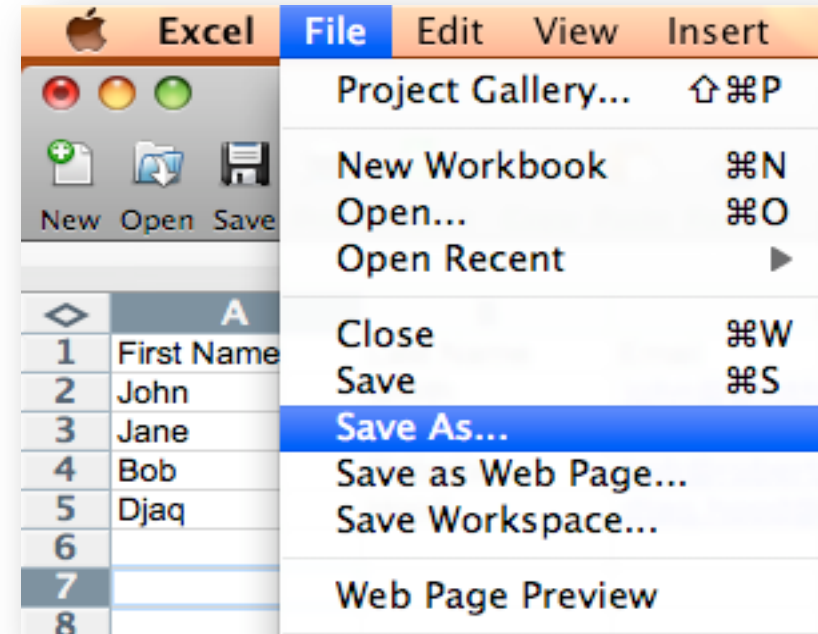 Excel File Edit View Insert
Project Gallery... ⇧⌘P
New Workbook ⌘N
Open... ⌘O
Open Recent ▶
New Open Save
A
Close ⌘W
Save ⌘S
Save As...
Save as Web Page...
Save Workspace...
Web Page Preview
1 First Name
2 John
3 Jane
4 Bob
5 Djaq
6
7
8